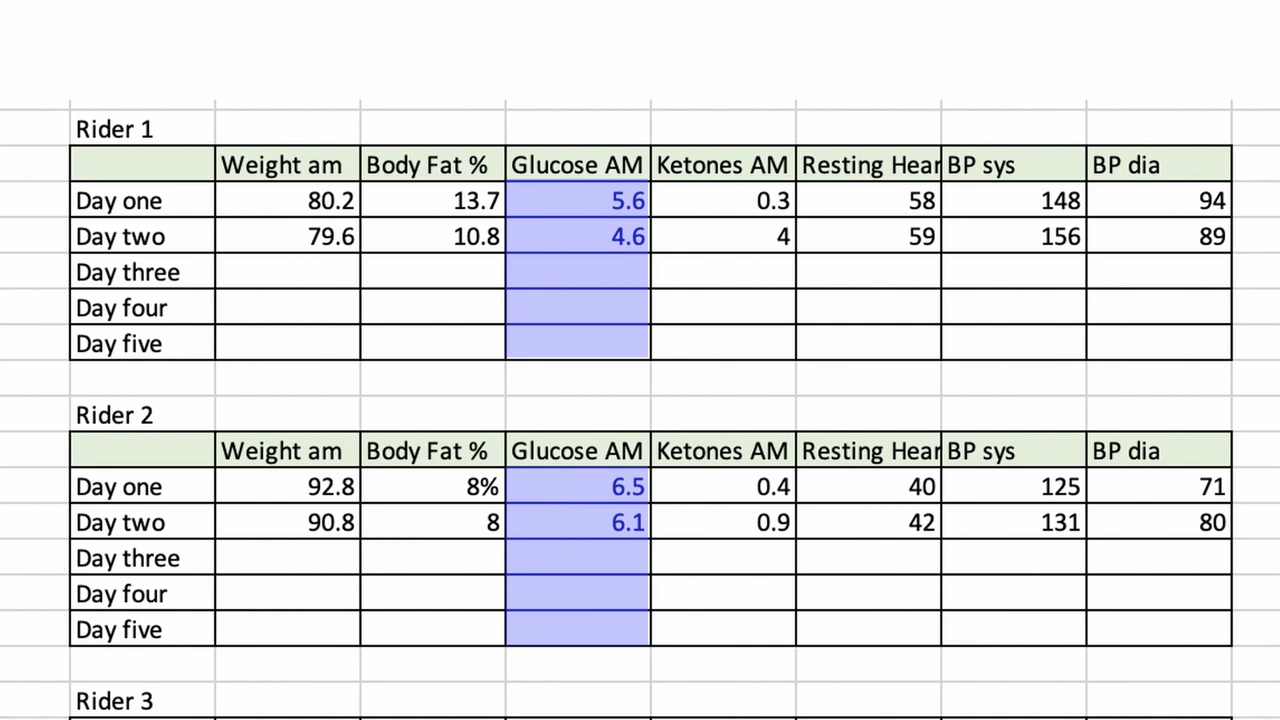 Rider 1
Weight am Body Fat % Glucose AM Ketones AM Resting Hear BP sys BP dia
Day one 80.2 13.7 5.6 0.3 58 148 94
Day two 79.6 10.8 4.6 4 59 156 89
Day three
Day four
Day five
Rider 2
Weight am Body Fat % Glucose AM Ketones AM Resting Hear BP sys BP dia
Day one 92.8 8% 6.5 0.4 40 125 71
Day two 90.8 8 6.1 0.9 42 131 80
Day three
Day four
Day five
Rider 3